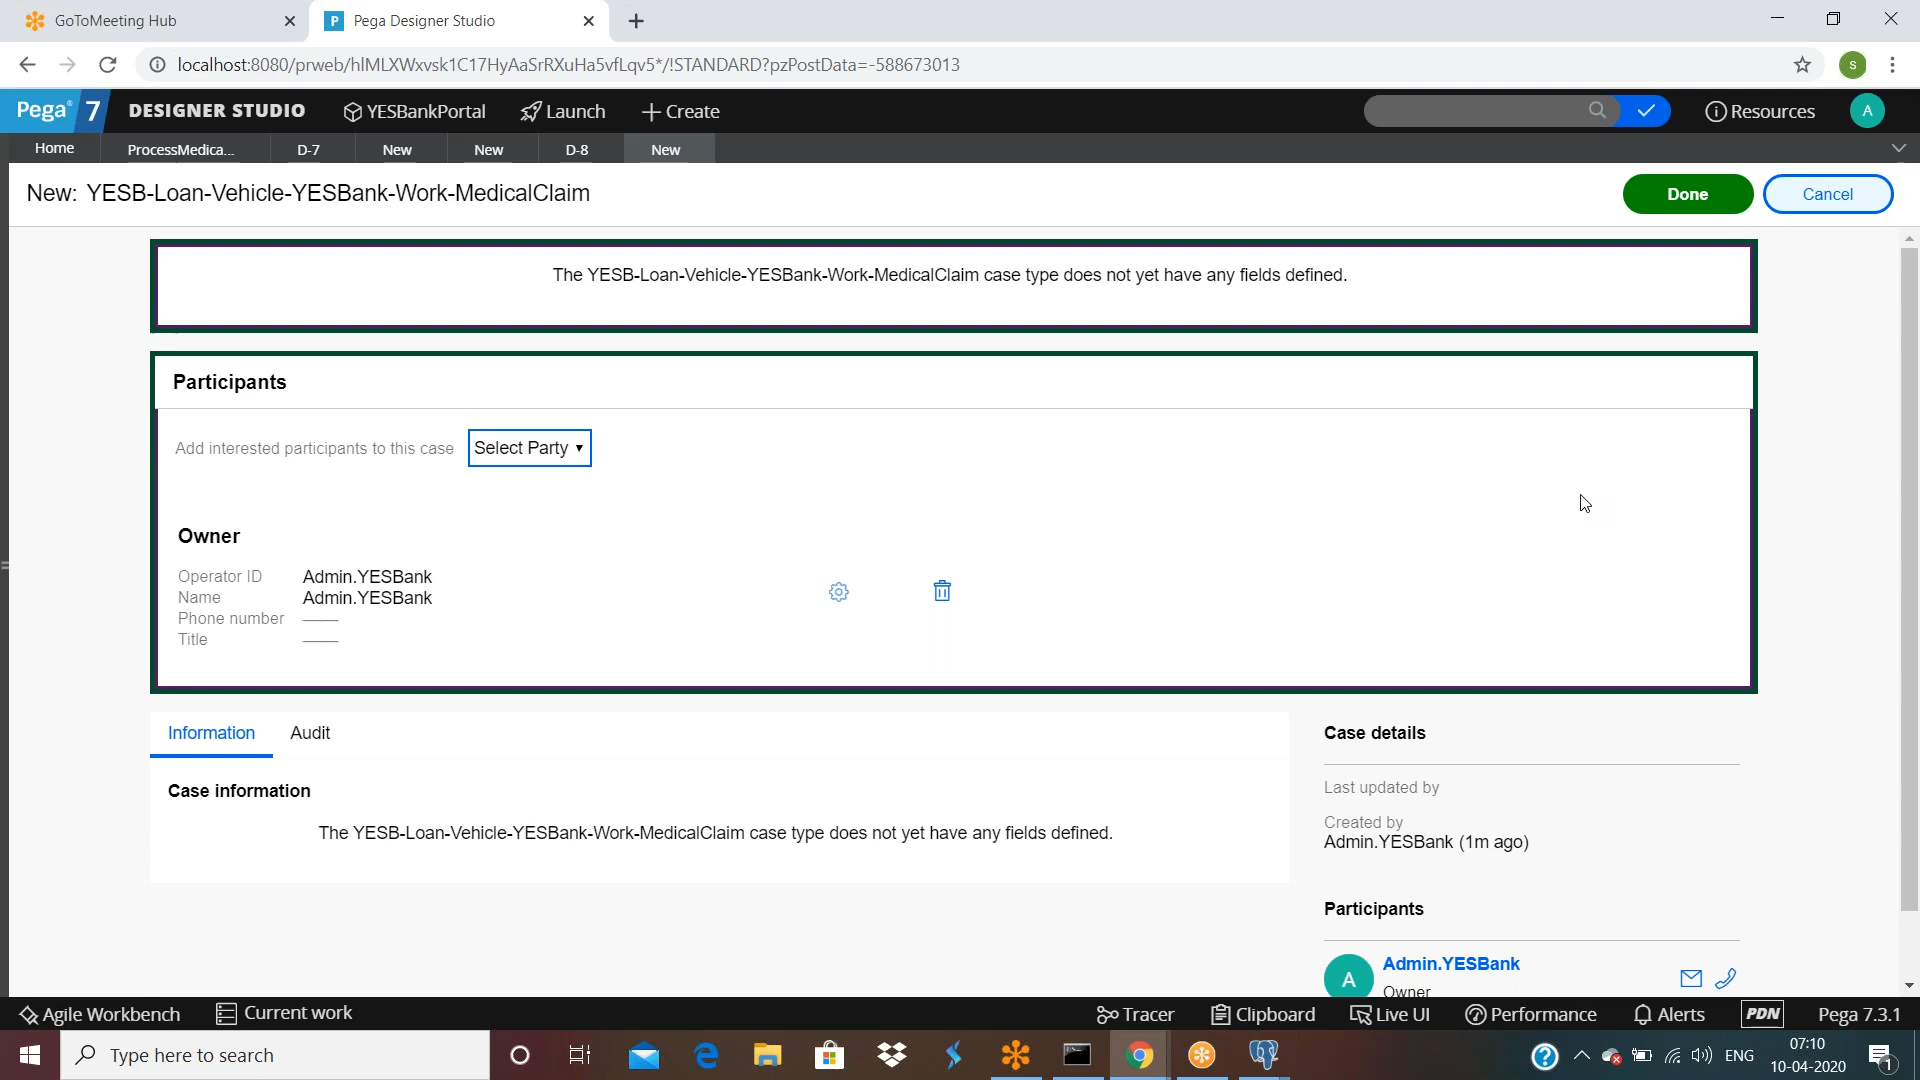 GoToMeeting Hub
Pega Designer Studio
localhost:8080/prweb/hIMLXWxvsk1C17HyAaSrRXuHa5vfLqv5*/!STANDARD?pzPostData=-588673013
s
Pega 7 DESIGNER STUDIO YESBankPortal Launch Create Resources A
Home ProcessMedica... D-7 New New D-8 New
New: YESB-Loan-Vehicle-YESBank-Work-MedicalClaim
Done Cancel
The YESB-Loan-Vehicle-YESBank-Work-MedicalClaim case type does not yet have any fields defined.
Participants
Add interested participants to this case Select Party
Owner
Operator ID Admin.YESBank
Name Admin.YESBank
Phone number
Title
Information Audit
Case information
The YESB-Loan-Vehicle-YESBank-Work-MedicalClaim case type does not yet have any fields defined.
Case details
Last updated by
Created by
Admin.YESBank (1m ago)
Participants
A Admin.YESBank
Owner
Agile Workbench Current work Tracer Clipboard Live UI Performance Alerts PDN Pega 7.3.1
Type here to search
ENG
07:10
10-04-2020
1